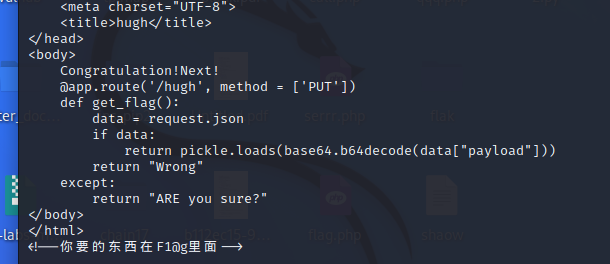 <meta charset="UTF-8">
<title>hugh</title>
</head>
<body>
Congratulation!Next!
@app.route('/hugh', method = ['PUT'])
def get_flag():
data = request.json
if data:
return pickle.loads(base64.b64decode(data["payload"]))
return "Wrong"
except:
return "ARE you sure?"
</body>
</html>
<!--你要的东西在F1@g里面-->